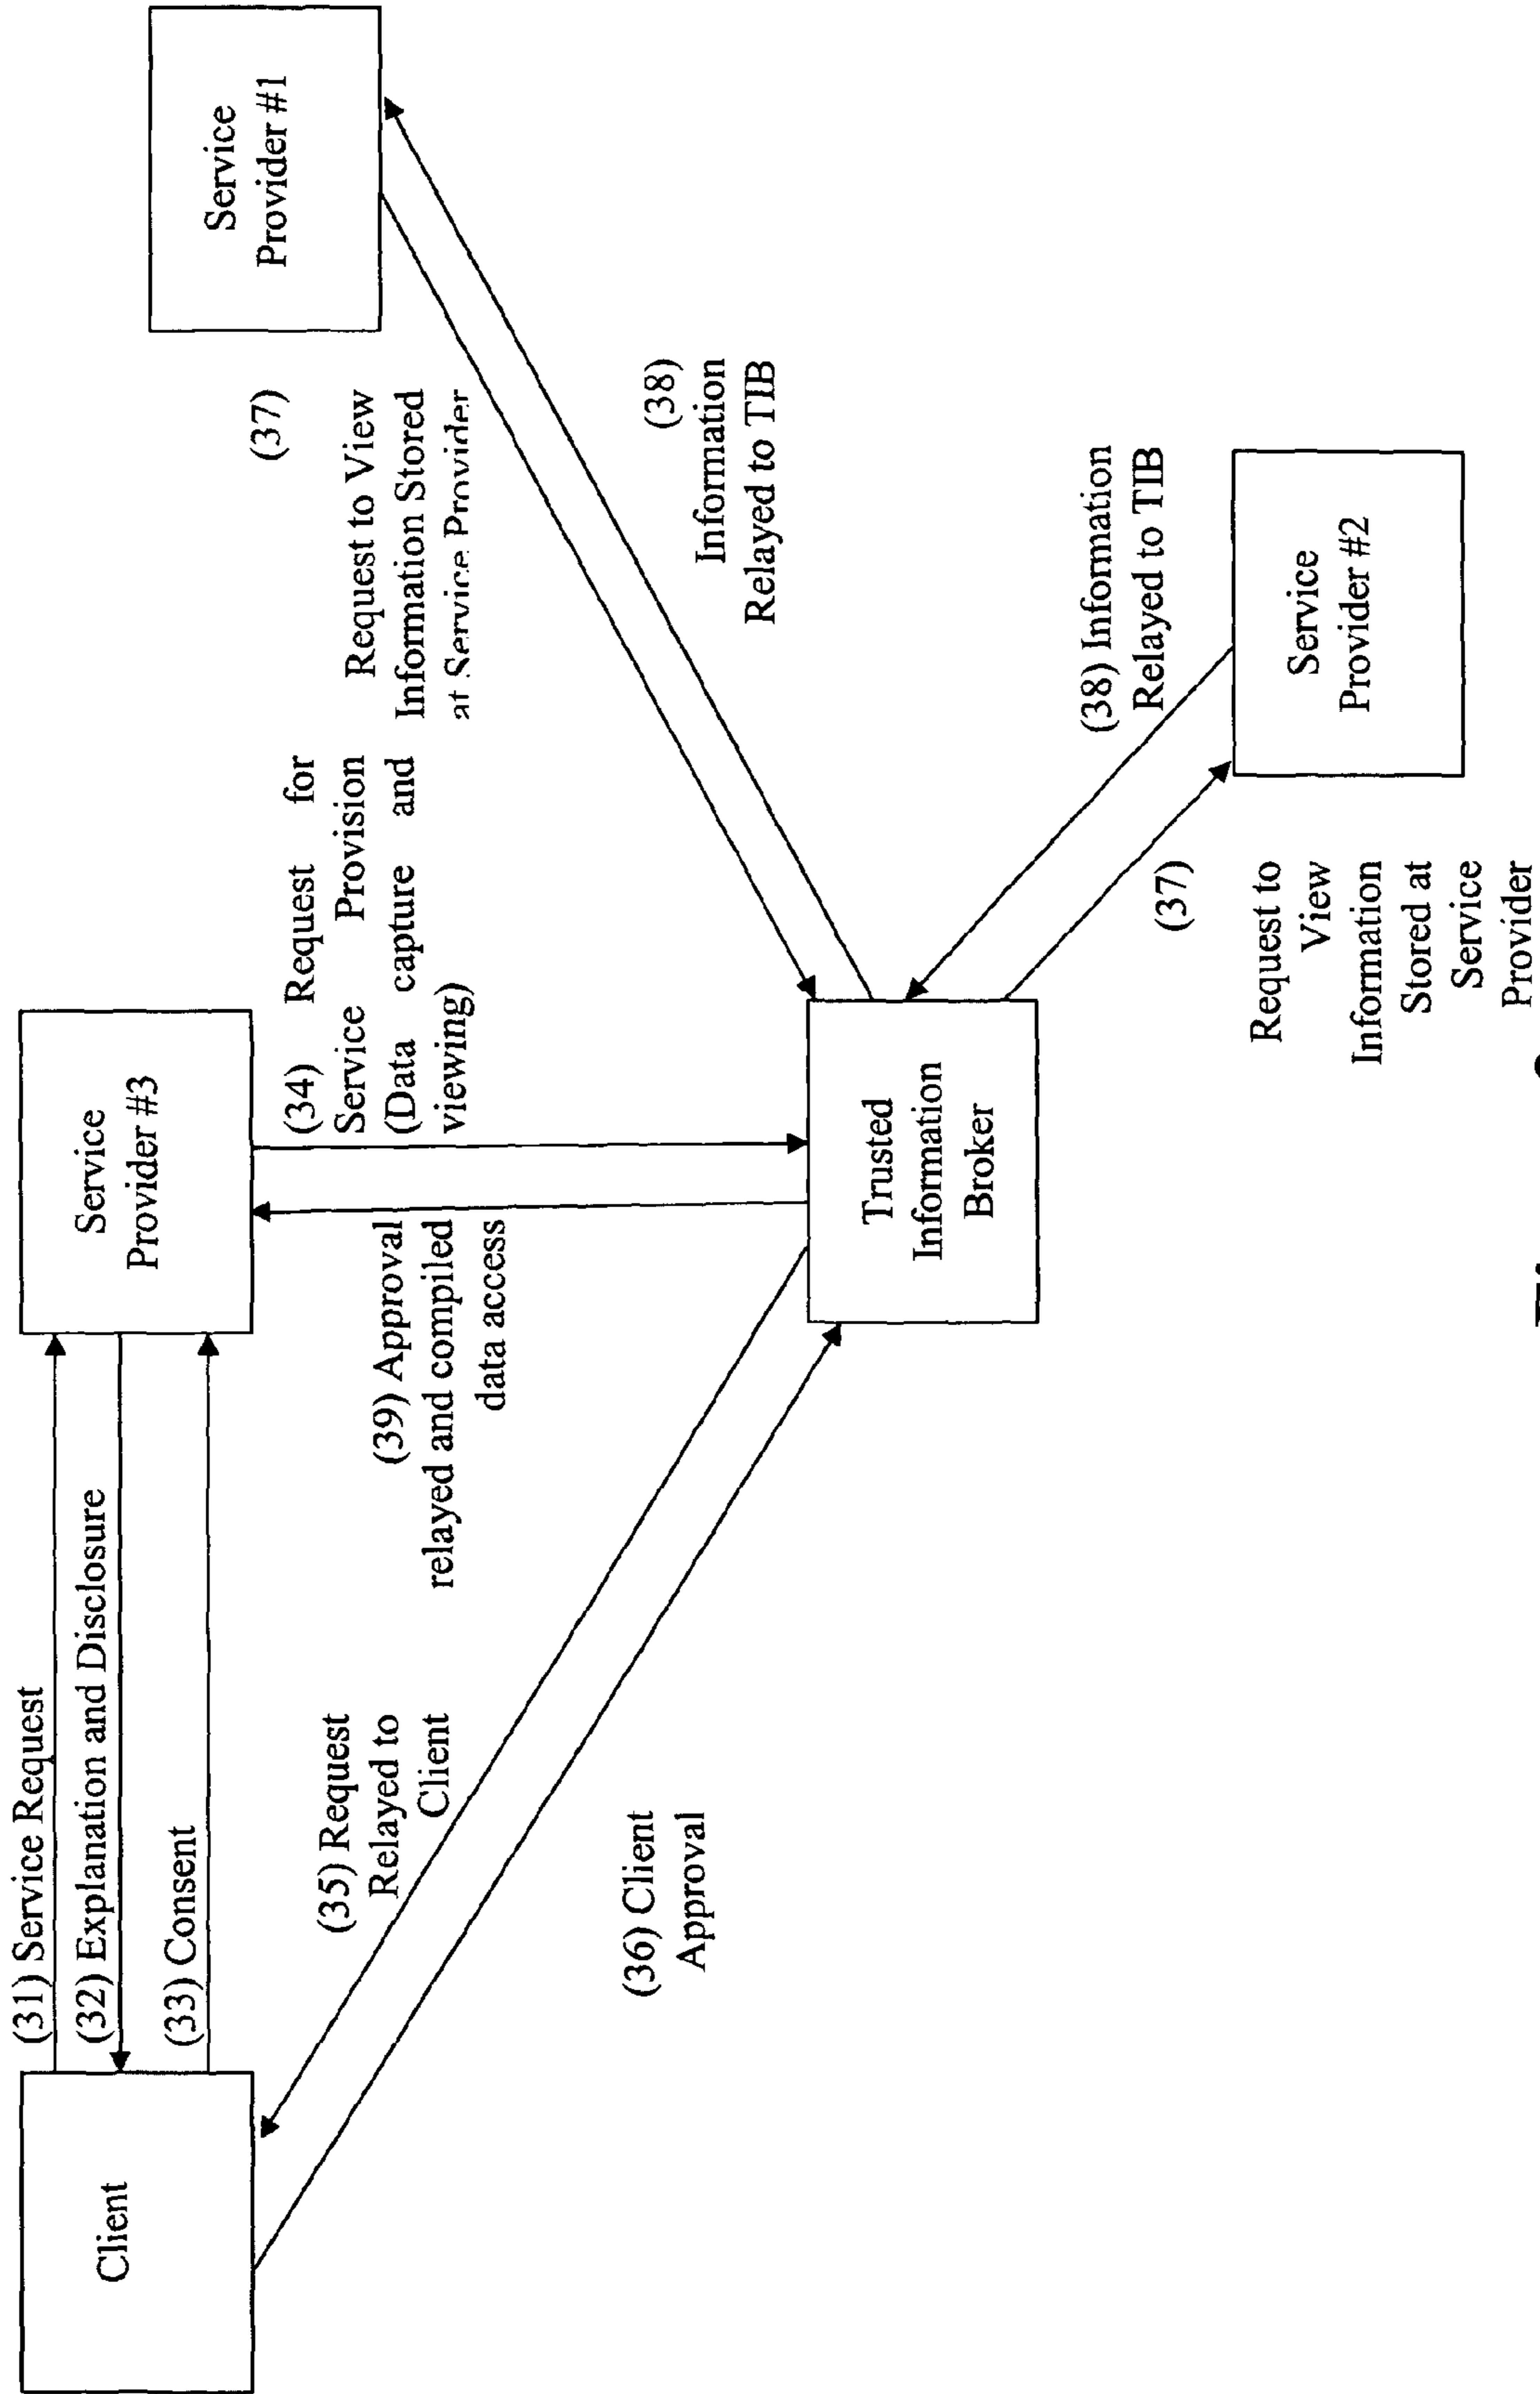 (31) Service Request
(32) Explanation and Disclosure
(33) Consent
Client
Service
Provider #3
Service
Provider #1
(34) Request for
Service Provision
(Data capture and
viewing)
(37)
Request to View
Information Stored
at Service Provider
(35) Request
Relayed to
Client
(39) Approval
relayed and compiled
data access
(38)
Information
Relayed to TIB
(36) Client
Approval
Trusted
Information
Broker
(38) Information
Relayed to TIB
(37)
Request to
View
Information
Stored at
Service
Provider
Service
Provider #2